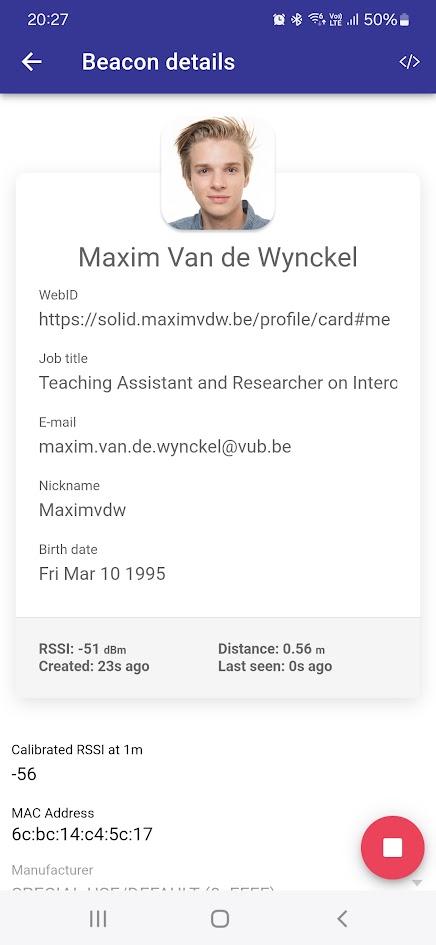 20:27
Vo)) LTE 50%
Beacon details
</>
Maxim Van de Wynckel
WebID
https://solid.maximvdw.be/profile/card#me
Job title
Teaching Assistant and Researcher on Interc
E-mail
maxim.van.de.wynckel@vub.be
Nickname
Maximvdw
Birth date
Fri Mar 10 1995
RSSI: -51 dBm Distance: 0.56 m
Created: 23s ago Last seen: 0s ago
Calibrated RSSI at 1m
-56
MAC Address
6c:bc:14:c4:5c:17
Manufacturer